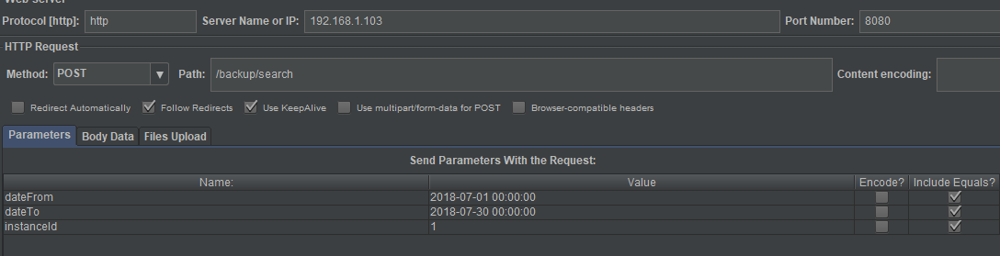 Web Server
Protocol [http]: http Server Name or IP: 192.168.1.103 Port Number: 8080
HTTP Request
Method: POST Path: /backup/search Content encoding:
Redirect Automatically Follow Redirects Use KeepAlive Use multipart/form-data for POST Browser-compatible headers
Parameters Body Data Files Upload
Send Parameters With the Request:
Name: Value Encode? Include Equals?
dateFrom 2018-07-01 00:00:00
dateTo 2018-07-30 00:00:00
instanceId 1